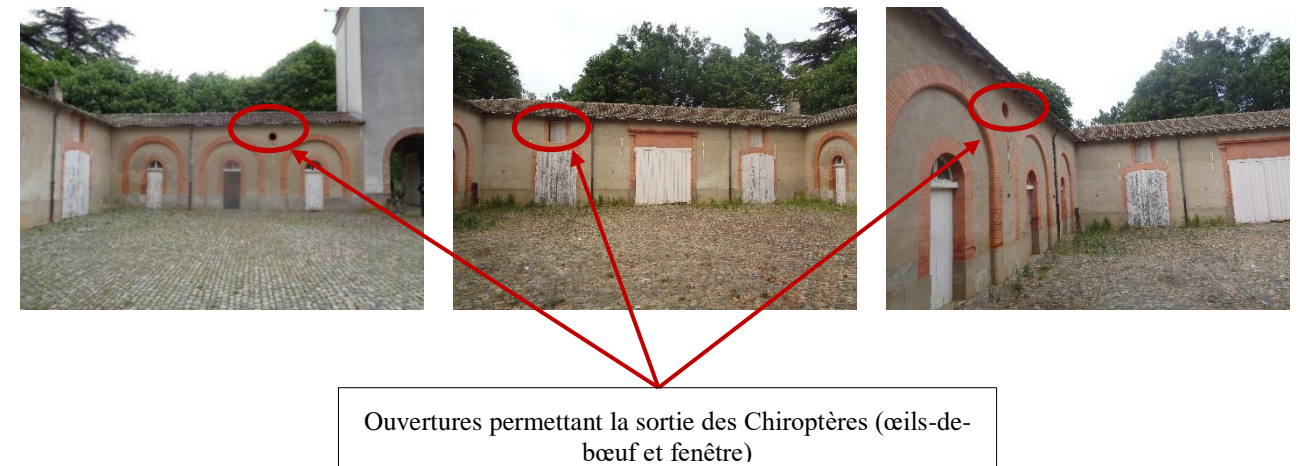 Ouvertures permettant la sortie des Chiroptères (œils-de-
bœuf et fenêtre)